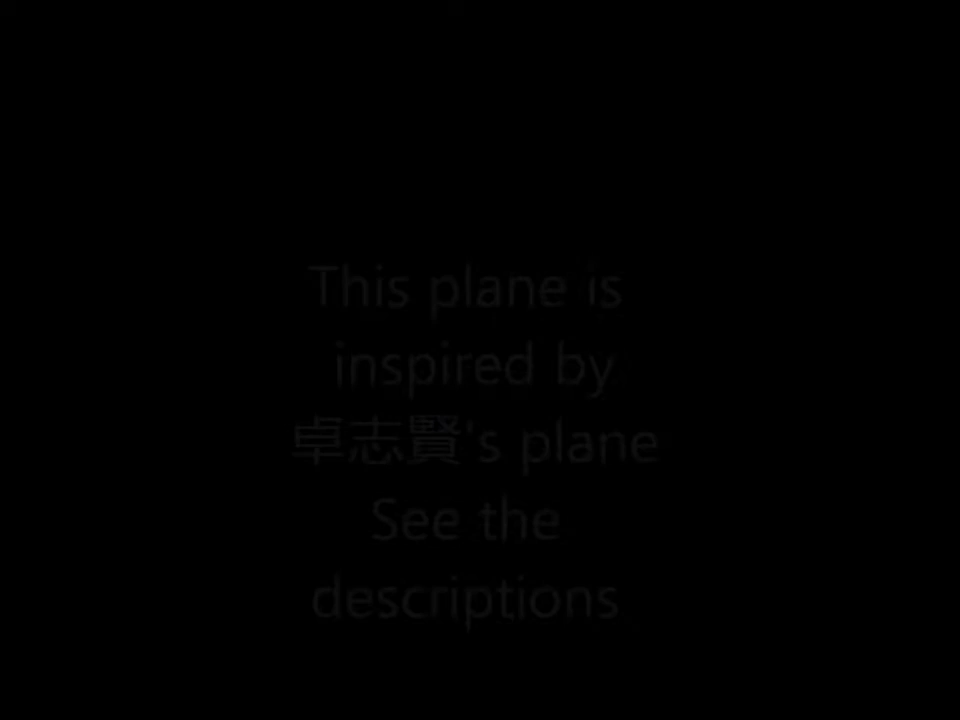 This plane is
inspired by
卓志賢's plane
See the
descriptions